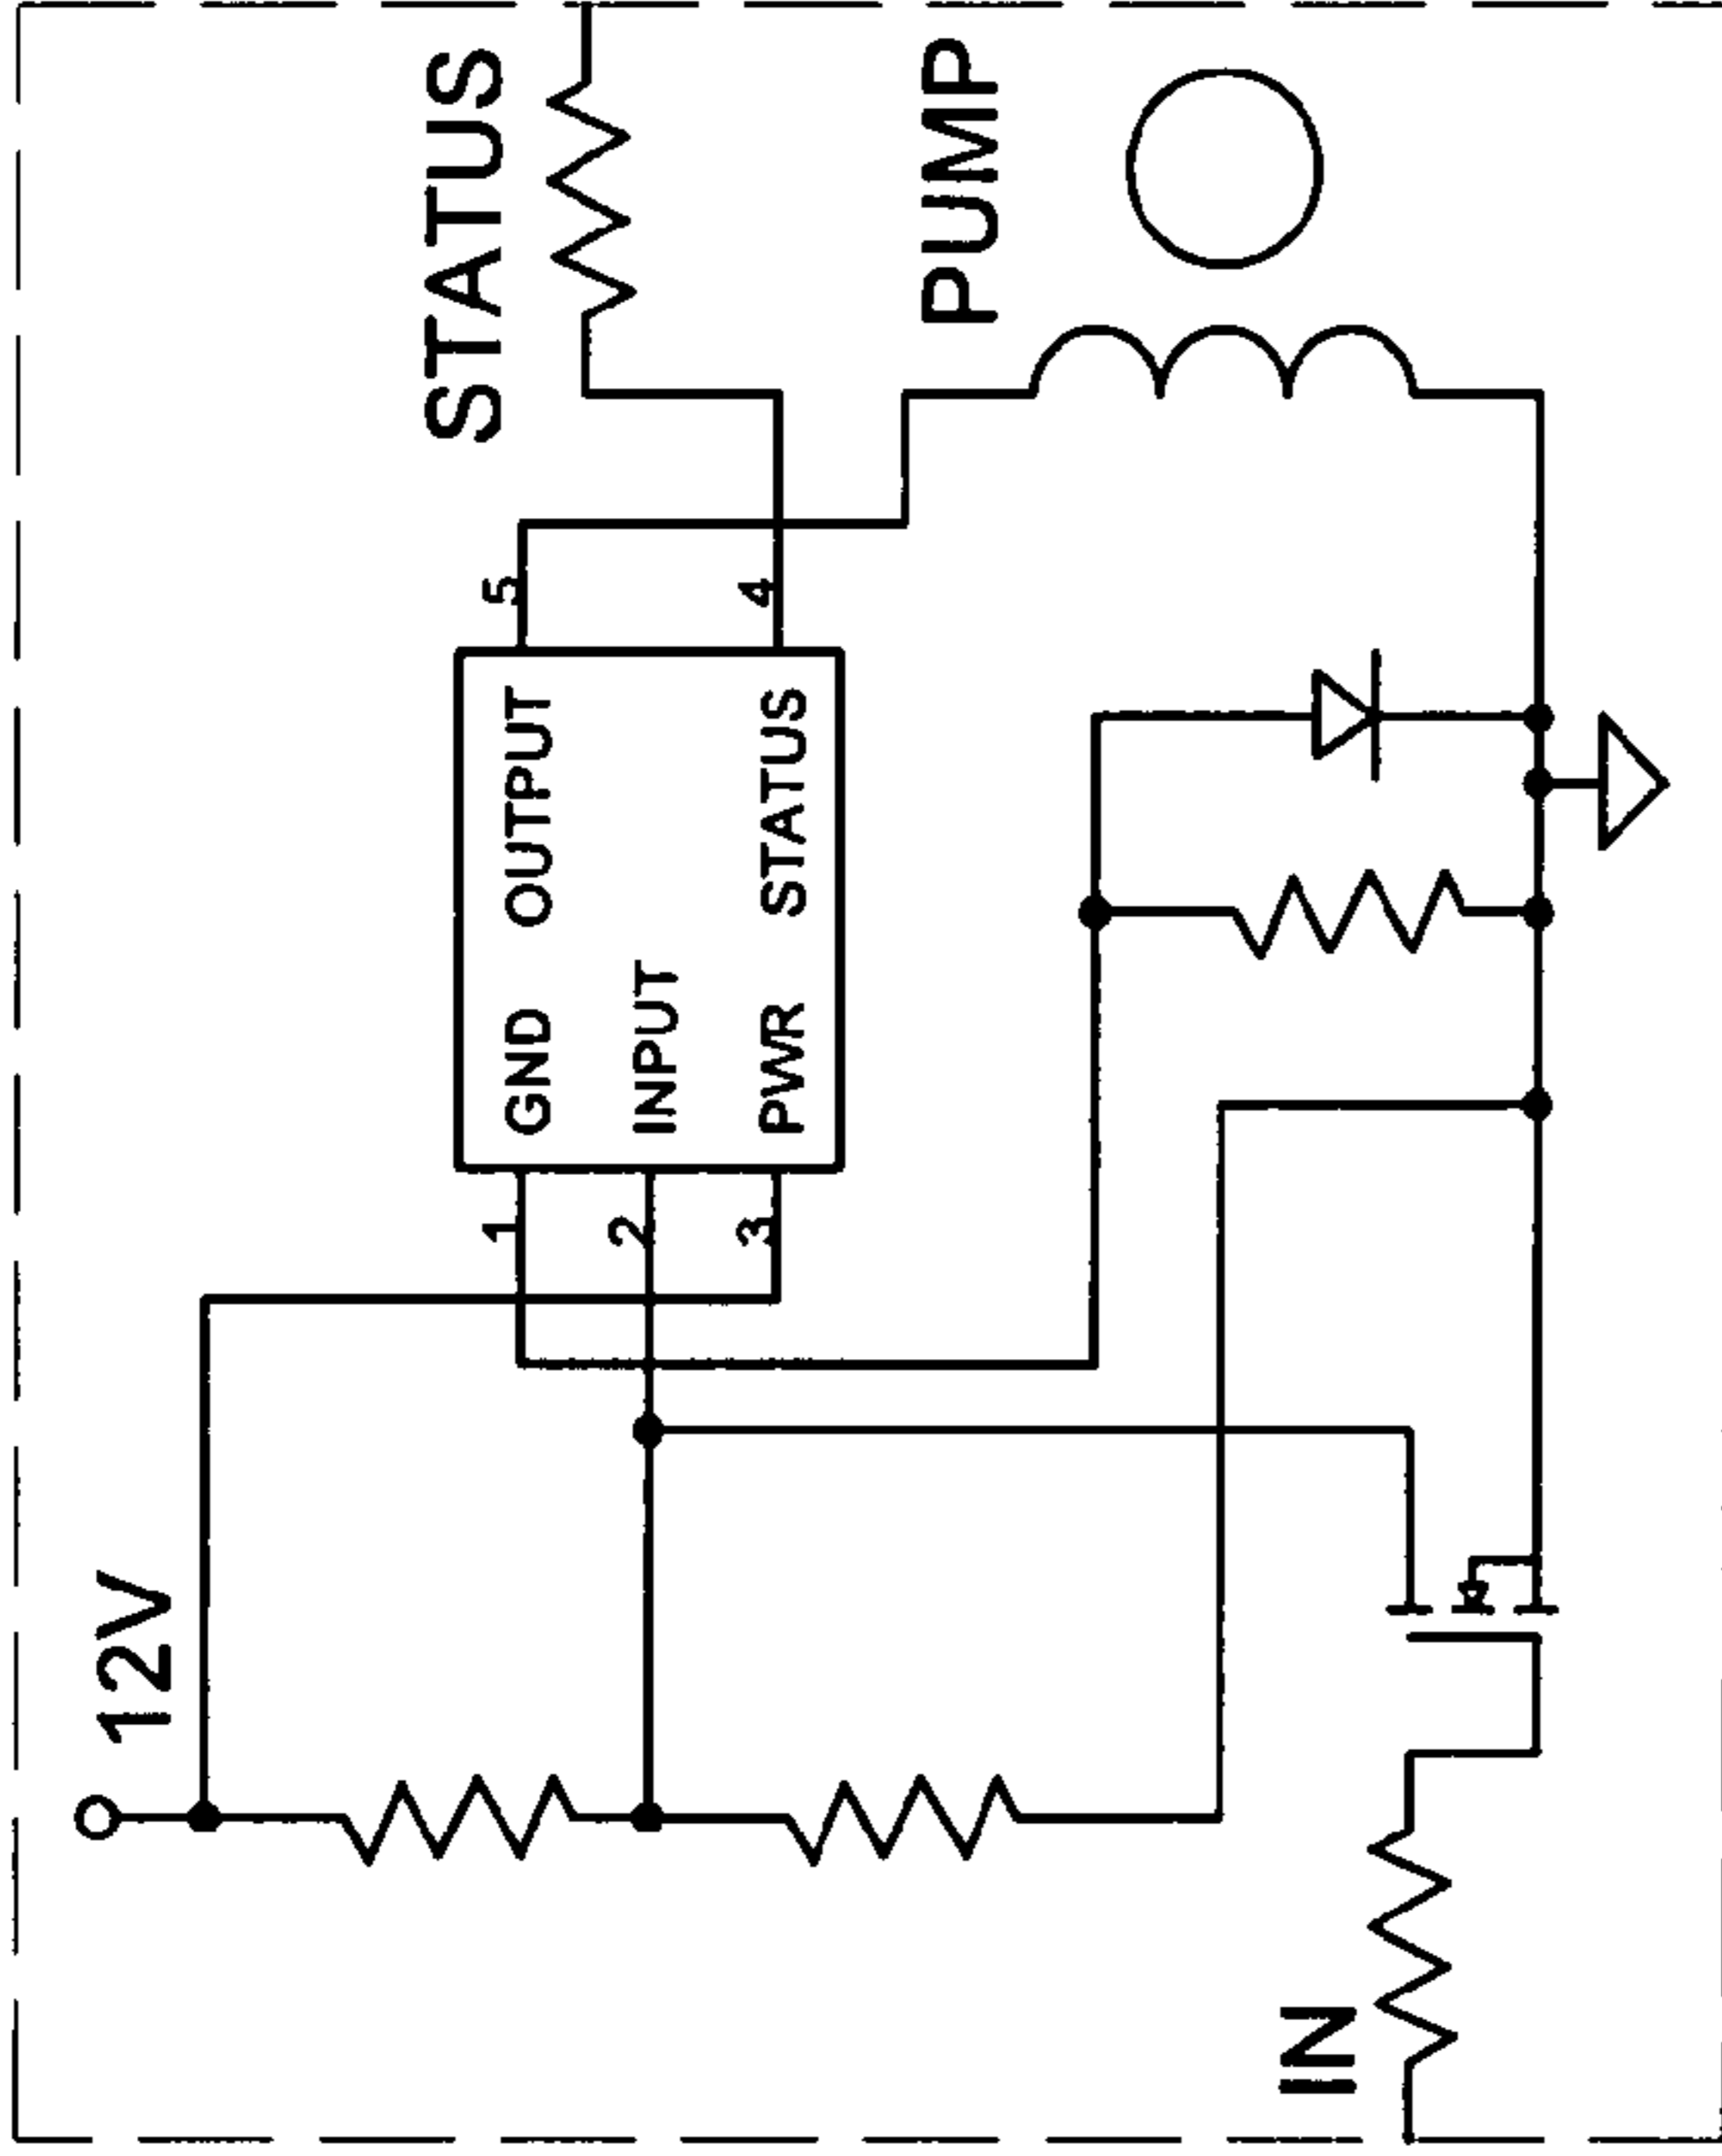 12V
STATUS
PUMP
IN
GND OUTPUT
INPUT
PWR STATUS
1
2
3
5
4